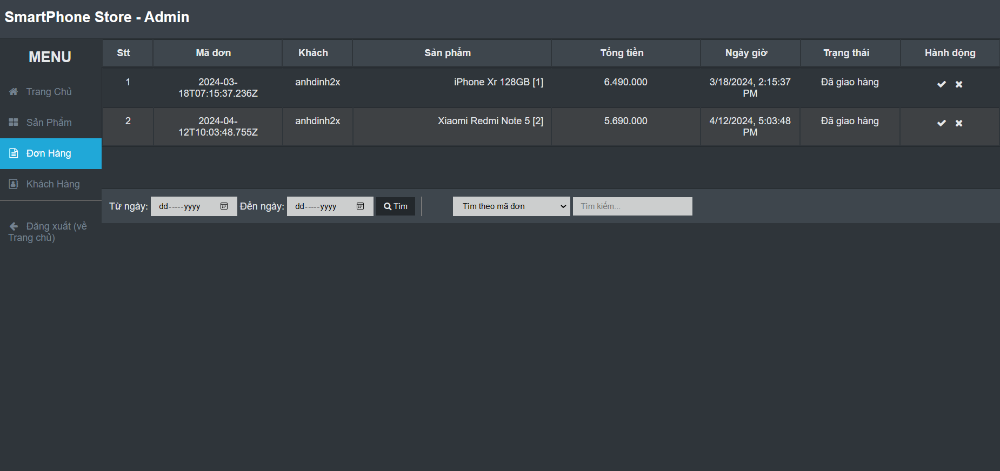 SmartPhone Store - Admin
MENU
Trang Chủ
Sản Phẩm
Đơn Hàng
Khách Hàng
Đăng xuất (về
Trang chủ)
Stt Mã đơn Khách Sản phẩm Tổng tiền Ngày giờ Trạng thái Hành động
1 2024-03-18T07:15:37.236Z anhdinh2x iPhone Xr 128GB [1] 6.490.000 3/18/2024, 2:15:37 PM Đã giao hàng
2 2024-04-12T10:03:48.755Z anhdinh2x Xiaomi Redmi Note 5 [2] 5.690.000 4/12/2024, 5:03:48 PM Đã giao hàng
Từ ngày: dd-----yyyy Đến ngày: dd-----yyyy Tìm Tìm theo mã đơn Tìm kiếm...